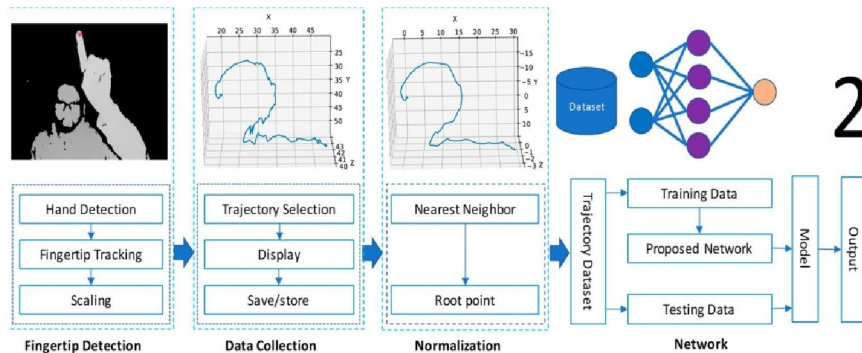 X
20 25 30 35 40 45
25
30
35 Y
40
45
50
43
42
41 Z
40
X
0 5 10 15 20 25 30
-15
-10
-5 Y
0
5
10
0
-1
-2 Z
-3
Dataset
2
Hand Detection
Fingertip Tracking
Scaling
Fingertip Detection
Trajectory Selection
Display
Save/store
Data Collection
Nearest Neighbor
Root point
Normalization
Trajectory Dataset
Training Data
Proposed Network
Testing Data
Model
Output
Network